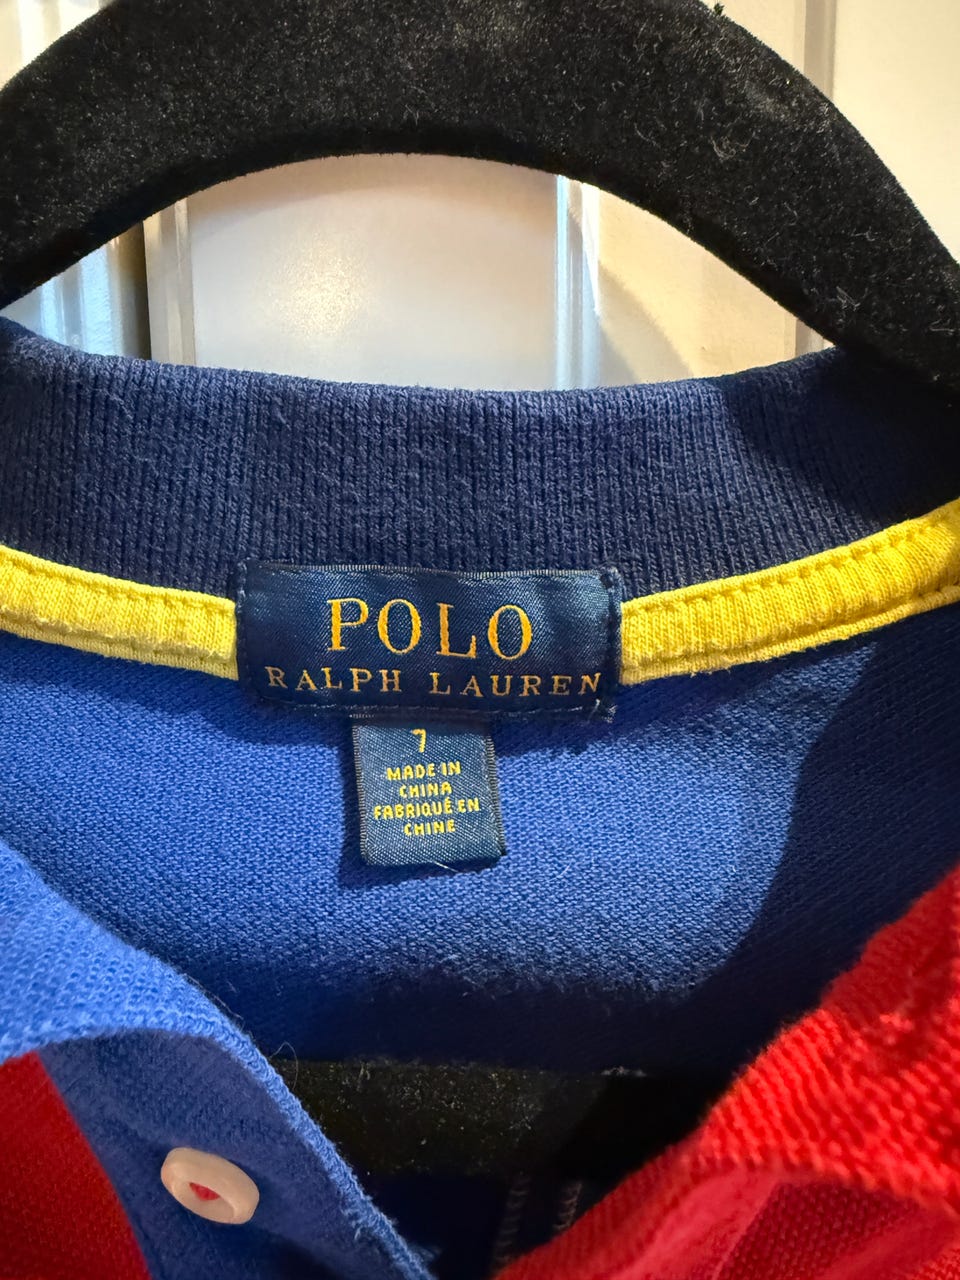 POLO
RALPH LAUREN
7
MADE IN
CHINA
FABRIQUÉ EN
CHINE